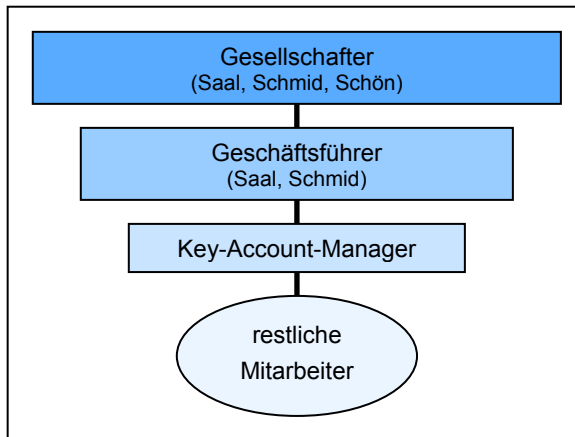 Gesellschafter
(Saal, Schmid, Schön)
Geschäftsführer
(Saal, Schmid)
Key-Account-Manager
restliche
Mitarbeiter